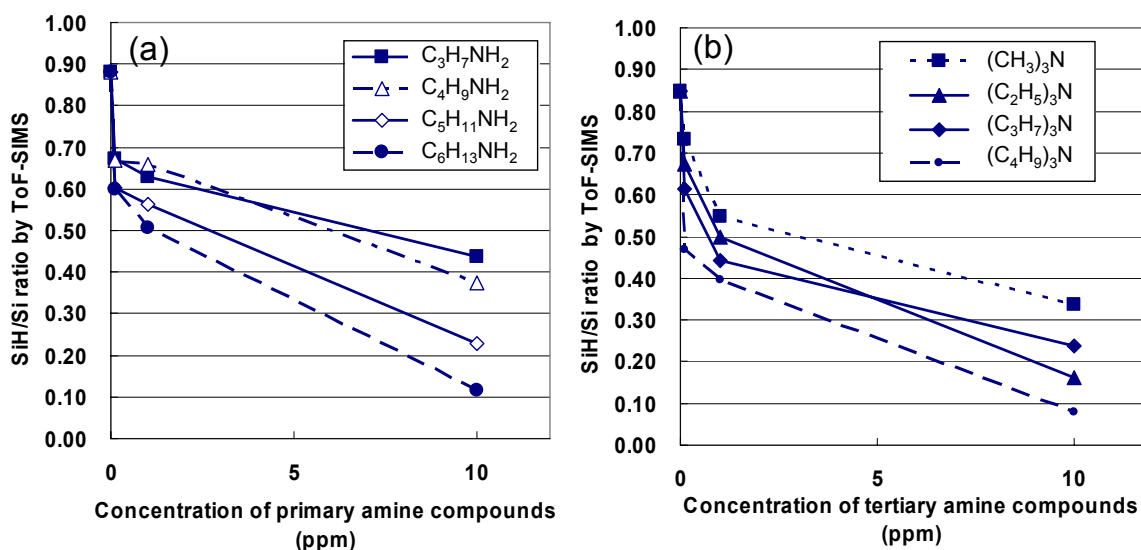 (a)
SiH/Si ratio by ToF-SIMS
1.00
0.90
0.80
0.70
0.60
0.50
0.40
0.30
0.20
0.10
0.00
0
5
10
Concentration of primary amine compounds
(ppm)
C₃H₇NH₂
C₄H₉NH₂
C₅H₁₁NH₂
C₆H₁₃NH₂
(b)
SiH/Si ratio by ToF-SIMS
1.00
0.90
0.80
0.70
0.60
0.50
0.40
0.30
0.20
0.10
0.00
0
5
10
Concentration of tertiary amine compounds
(ppm)
(CH₃)₃N
(C₂H₅)₃N
(C₃H₇)₃N
(C₄H₉)₃N